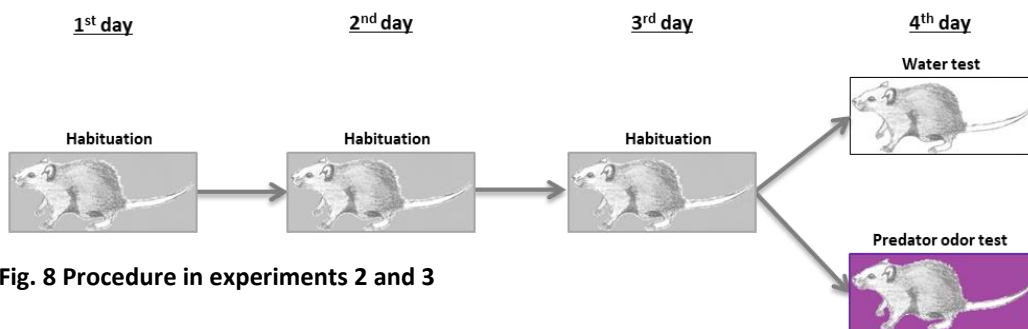 1st day 2nd day 3rd day 4th day
Water test
Habituation Habituation Habituation
Predator odor test
Fig. 8 Procedure in experiments 2 and 3